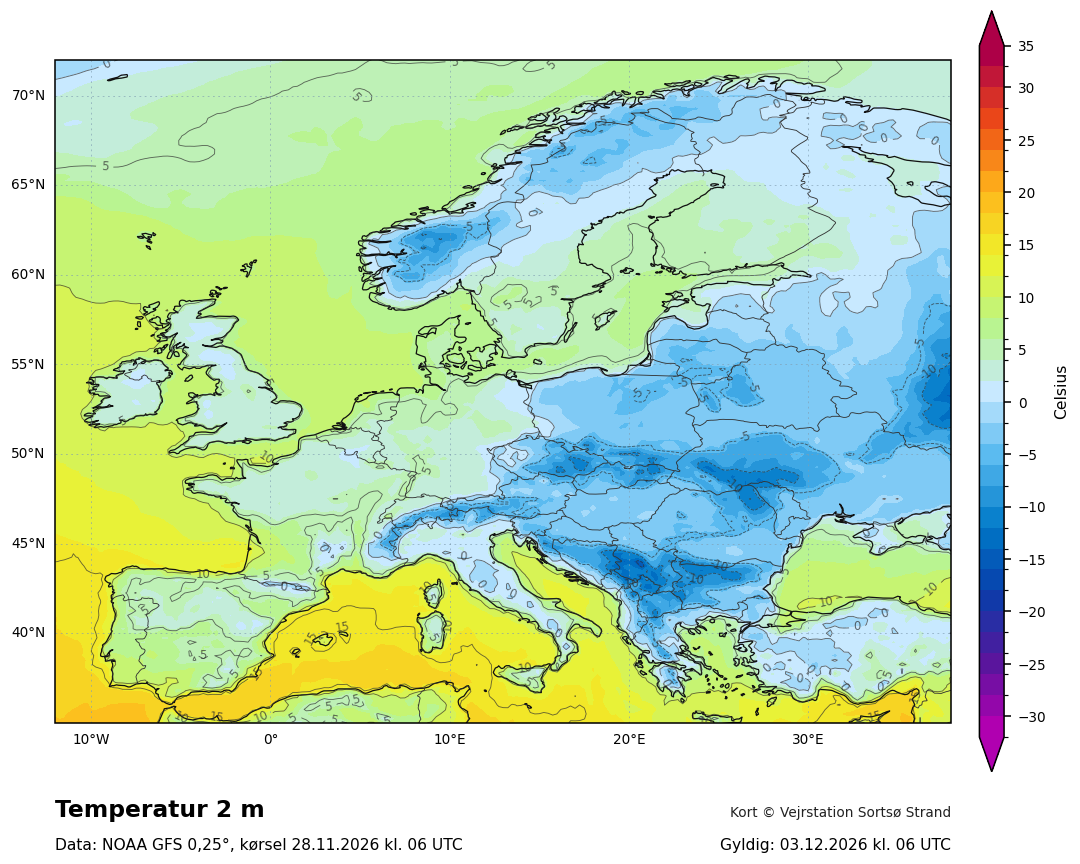 70°N
65°N
60°N
55°N
50°N
45°N
40°N
10°W
0°
10°E
20°E
30°E
35
30
25
20
15
10
5
0
−5
−10
−15
−20
−25
−30
Celsius
Temperatur 2 m
Kort © Vejrstation Sortsø Strand
Data: NOAA GFS 0,25°, kørsel 28.11.2026 kl. 06 UTC
Gyldig: 03.12.2026 kl. 06 UTC